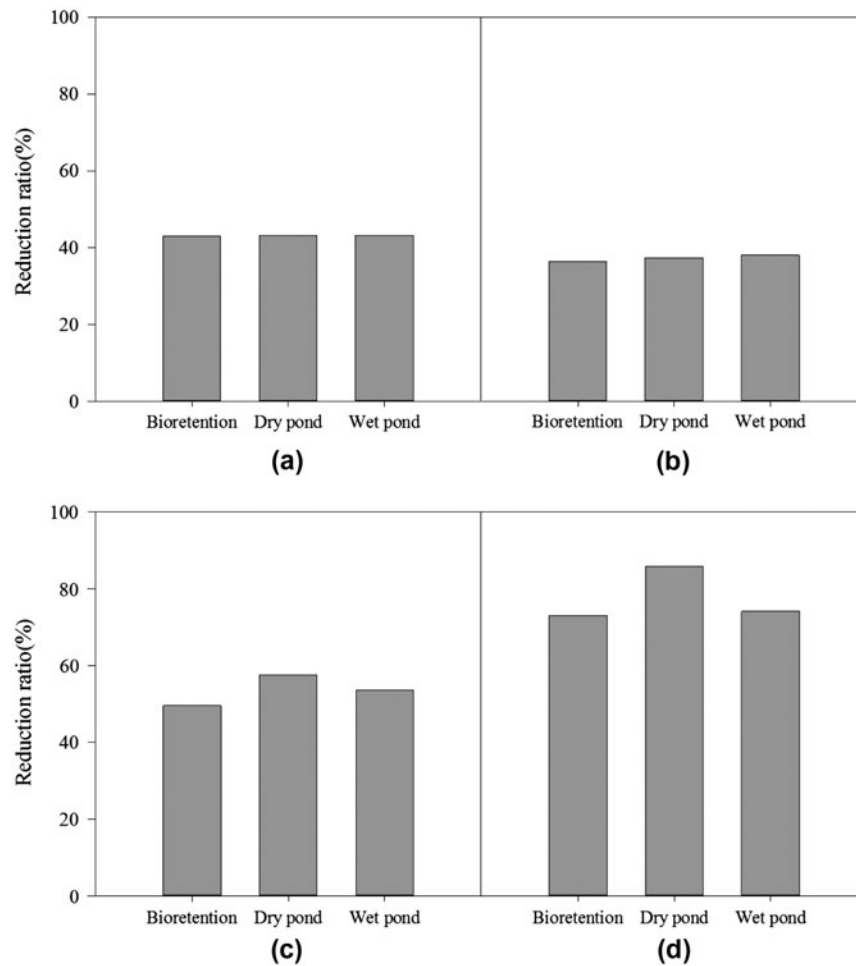 100
80
60
40
20
0
Reduction ratio(%)
Bioretention Dry pond Wet pond Bioretention Dry pond Wet pond
(a) (b)
100
80
60
40
20
0
Reduction ratio(%)
Bioretention Dry pond Wet pond Bioretention Dry pond Wet pond
(c) (d)